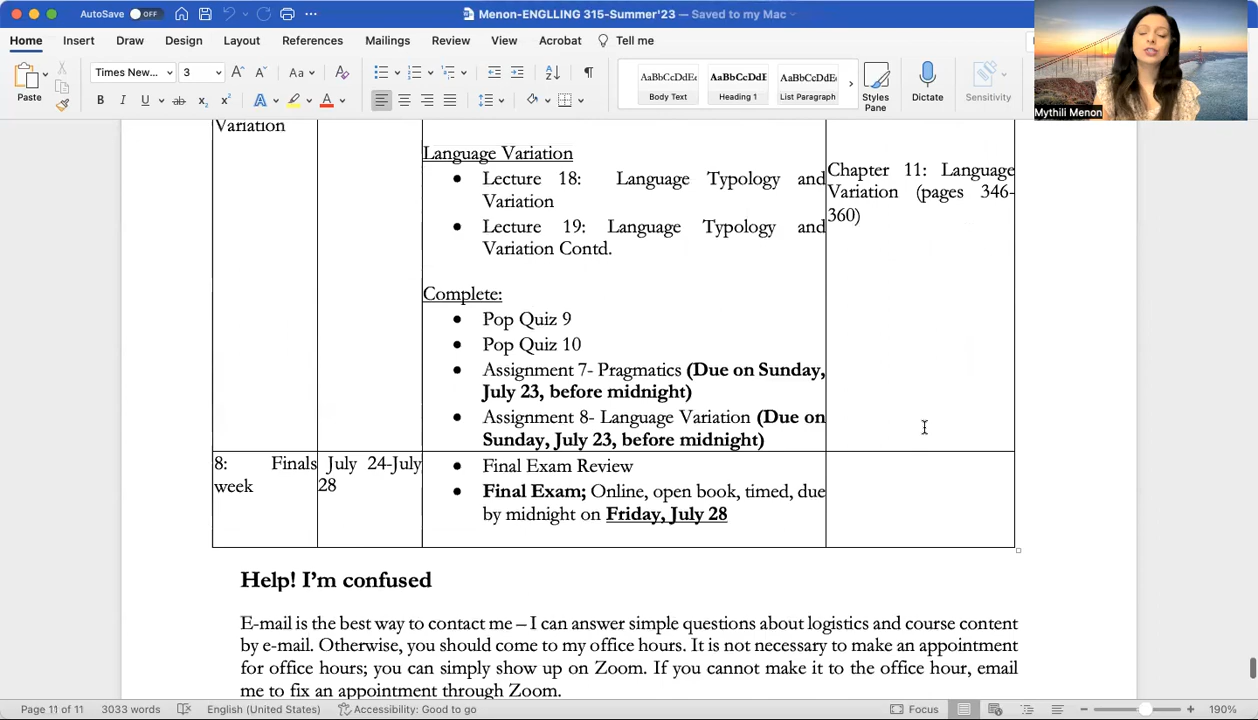 AutoSave OFF Menon-ENGLLING 315-Summer'23 — Saved to my Mac
Home Insert Draw Design Layout References Mailings Review View Acrobat Tell me
Paste Times New... 3 Aa AaBbCcDdEe AaBbCcDdE AaBbCcDdEe Styles Dictate Sensitivity
B I U ab x₂ x² A A Body Text Heading 1 List Paragraph Pane
Mythili Menon
Variation
Language Variation
• Lecture 18: Language Typology and
Variation
• Lecture 19: Language Typology and
Variation Contd.
Complete:
• Pop Quiz 9
• Pop Quiz 10
• Assignment 7- Pragmatics (Due on Sunday,
July 23, before midnight)
• Assignment 8- Language Variation (Due on
Sunday, July 23, before midnight)
Chapter 11: Language
Variation (pages 346-
360)
8: Finals
week
July 24-July
28
• Final Exam Review
• Final Exam; Online, open book, timed, due
by midnight on Friday, July 28
Help! I'm confused
E-mail is the best way to contact me – I can answer simple questions about logistics and course content
by e-mail. Otherwise, you should come to my office hours. It is not necessary to make an appointment
for office hours; you can simply show up on Zoom. If you cannot make it to the office hour, email
me to fix an appointment through Zoom.
Page 11 of 11 3033 words English (United States) Accessibility: Good to go Focus 190%